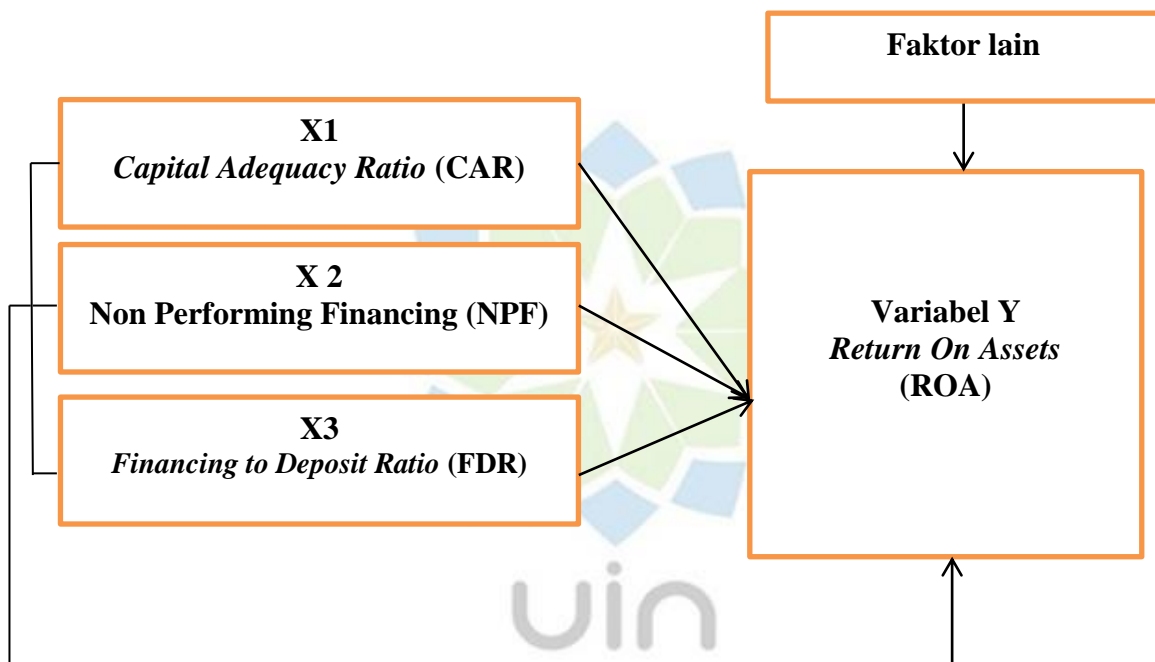 Faktor lain
X1
Capital Adequacy Ratio (CAR)
X 2
Non Performing Financing (NPF)
X3
Financing to Deposit Ratio (FDR)
Variabel Y
Return On Assets
(ROA)
uin